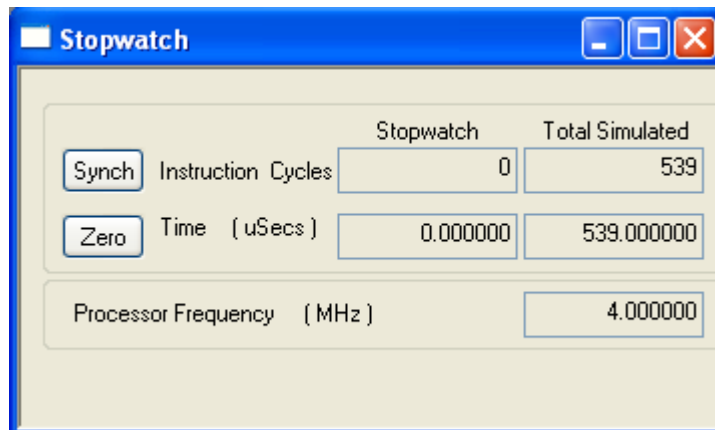 Stopwatch
Stopwatch Total Simulated
Synch Instruction Cycles 0 539
Zero Time ( uSecs ) 0.000000 539.000000
Processor Frequency ( MHz ) 4.000000